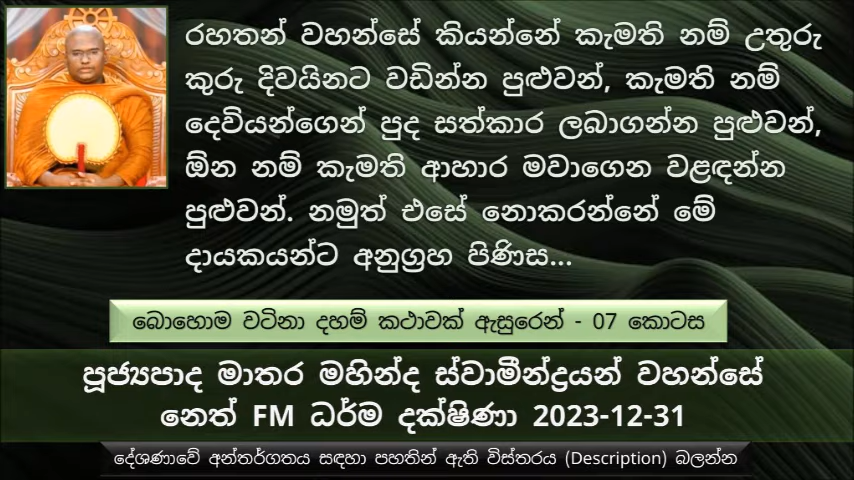 රහතන් වහන්සේ කියන්නේ කැමති නම් උතුරු
කුරු දිවයිනට වඩින්න පුළුවන්, කැමති නම්
දෙවියන්ගෙන් පුද සත්කාර ලබාගන්න පුළුවන්,
ඕන නම් කැමති ආහාර මවාගෙන වළඳන්න
පුළුවන්. නමුත් එසේ නොකරන්නේ මේ
දායකයන්ට අනුග්‍රහ පිණිස...
බොහොම වටිනා දහම් කථාවක් ඇසුරෙන් - 07 කොටස
පූජ්‍යපාද මාතර මහින්ද ස්වාමීන්ද්‍රයන් වහන්සේ
නෙත් FM ධර්ම දක්ෂිණා 2023-12-31
දේශණාවේ අන්තර්ගතය සඳහා පහතින් ඇති විස්තරය (Description) බලන්න